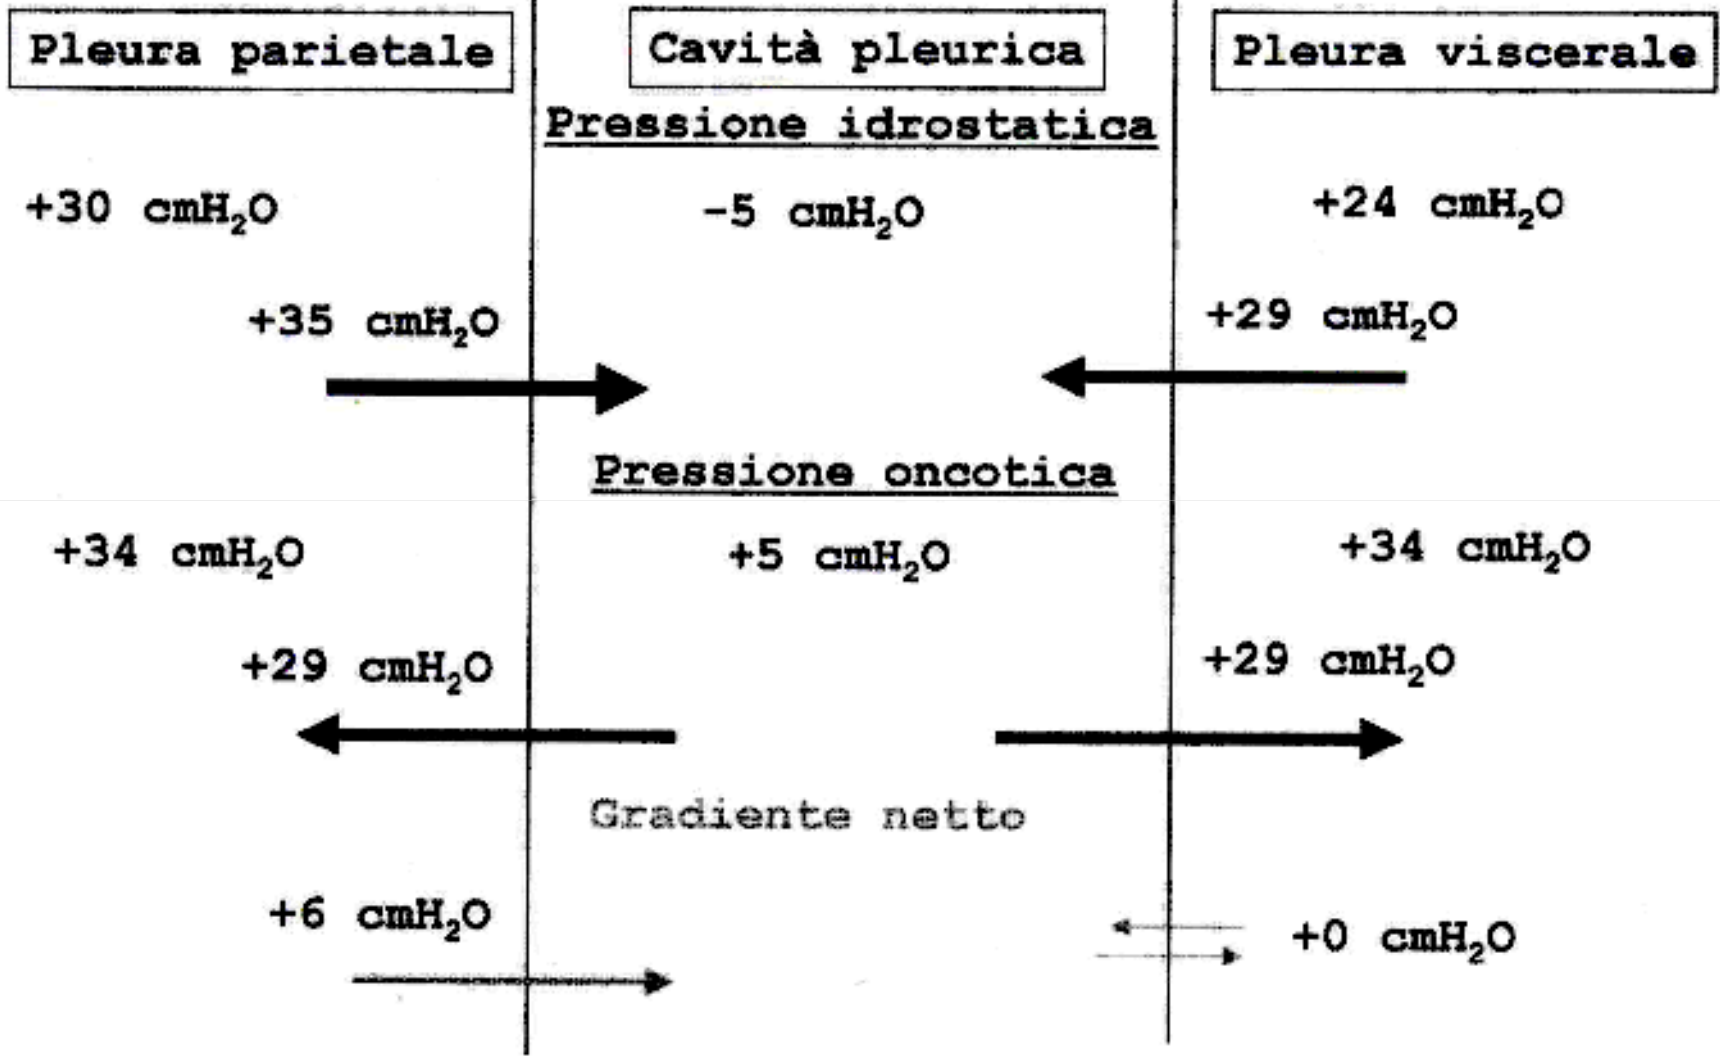 Pleura parietale Cavità pleurica Pleura viscerale
Pressione idrostatica
+30 cmH₂O -5 cmH₂O +24 cmH₂O
+35 cmH₂O +29 cmH₂O
Pressione oncotica
+34 cmH₂O +5 cmH₂O +34 cmH₂O
+29 cmH₂O +29 cmH₂O
Gradiente netto
+6 cmH₂O +0 cmH₂O